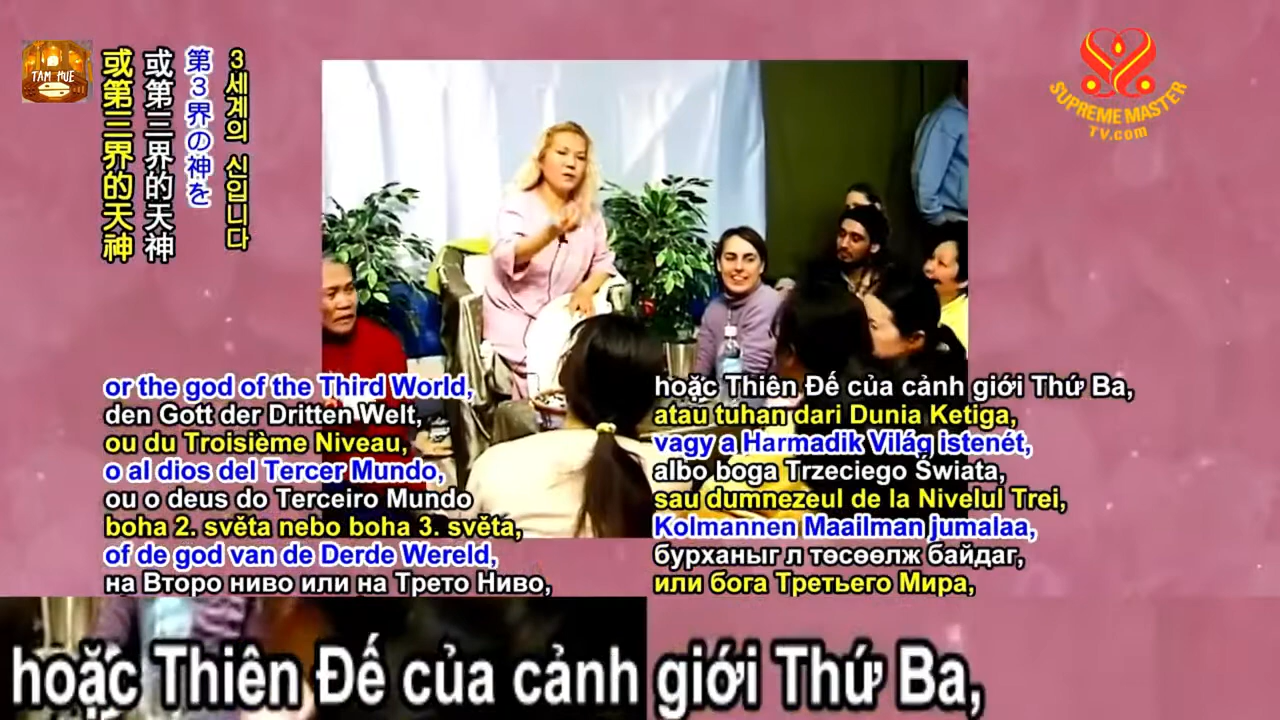 TAM HUE
或第三界的天神
或第三界的天神
第3界の神を
3세계의 신입니다
SUPREME MASTER
TV.com
or the god of the Third World,
den Gott der Dritten Welt,
ou du Troisième Niveau,
o al dios del Tercer Mundo,
ou o deus do Terceiro Mundo
boha 2. světa nebo boha 3. světa,
of de god van de Derde Wereld,
на Второ ниво или на Трето Ниво,
hoặc Thiên Đế của cảnh giới Thứ Ba,
atau tuhan dari Dunia Ketiga,
vagy a Harmadik Világ istenét,
albo boga Trzeciego Świata,
sau dumnezeul de la Nivelul Trei,
Kolmannen Maailman jumalaa,
бурханыг л төсөөлж байдаг,
или бога Третьего Мира,
hoặc Thiên Đế của cảnh giới Thứ Ba,